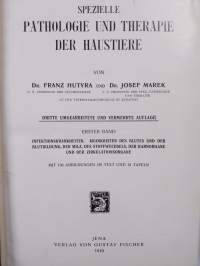 SPEZIELLE
PATHOLOGIE UND THERAPIE
DER HAUSTIERE
VON
DR. FRANZ HUTYRA UND DR. JOSEF MAREK
DRITTE UMGEARBEITETE UND VERMEHRTE AUFLAGE
ERSTER BAND
INFEKTIONSKRANKHEITEN. KRANKHEITEN DES BLUTES UND DER
BLUTBILDUNG, DER MILZ, DES STOFFWECHSELS, DER HARNORGANE
UND DER ZIRKULATIONSORGANE
JENA
VERLAG VON GUSTAV FISCHER